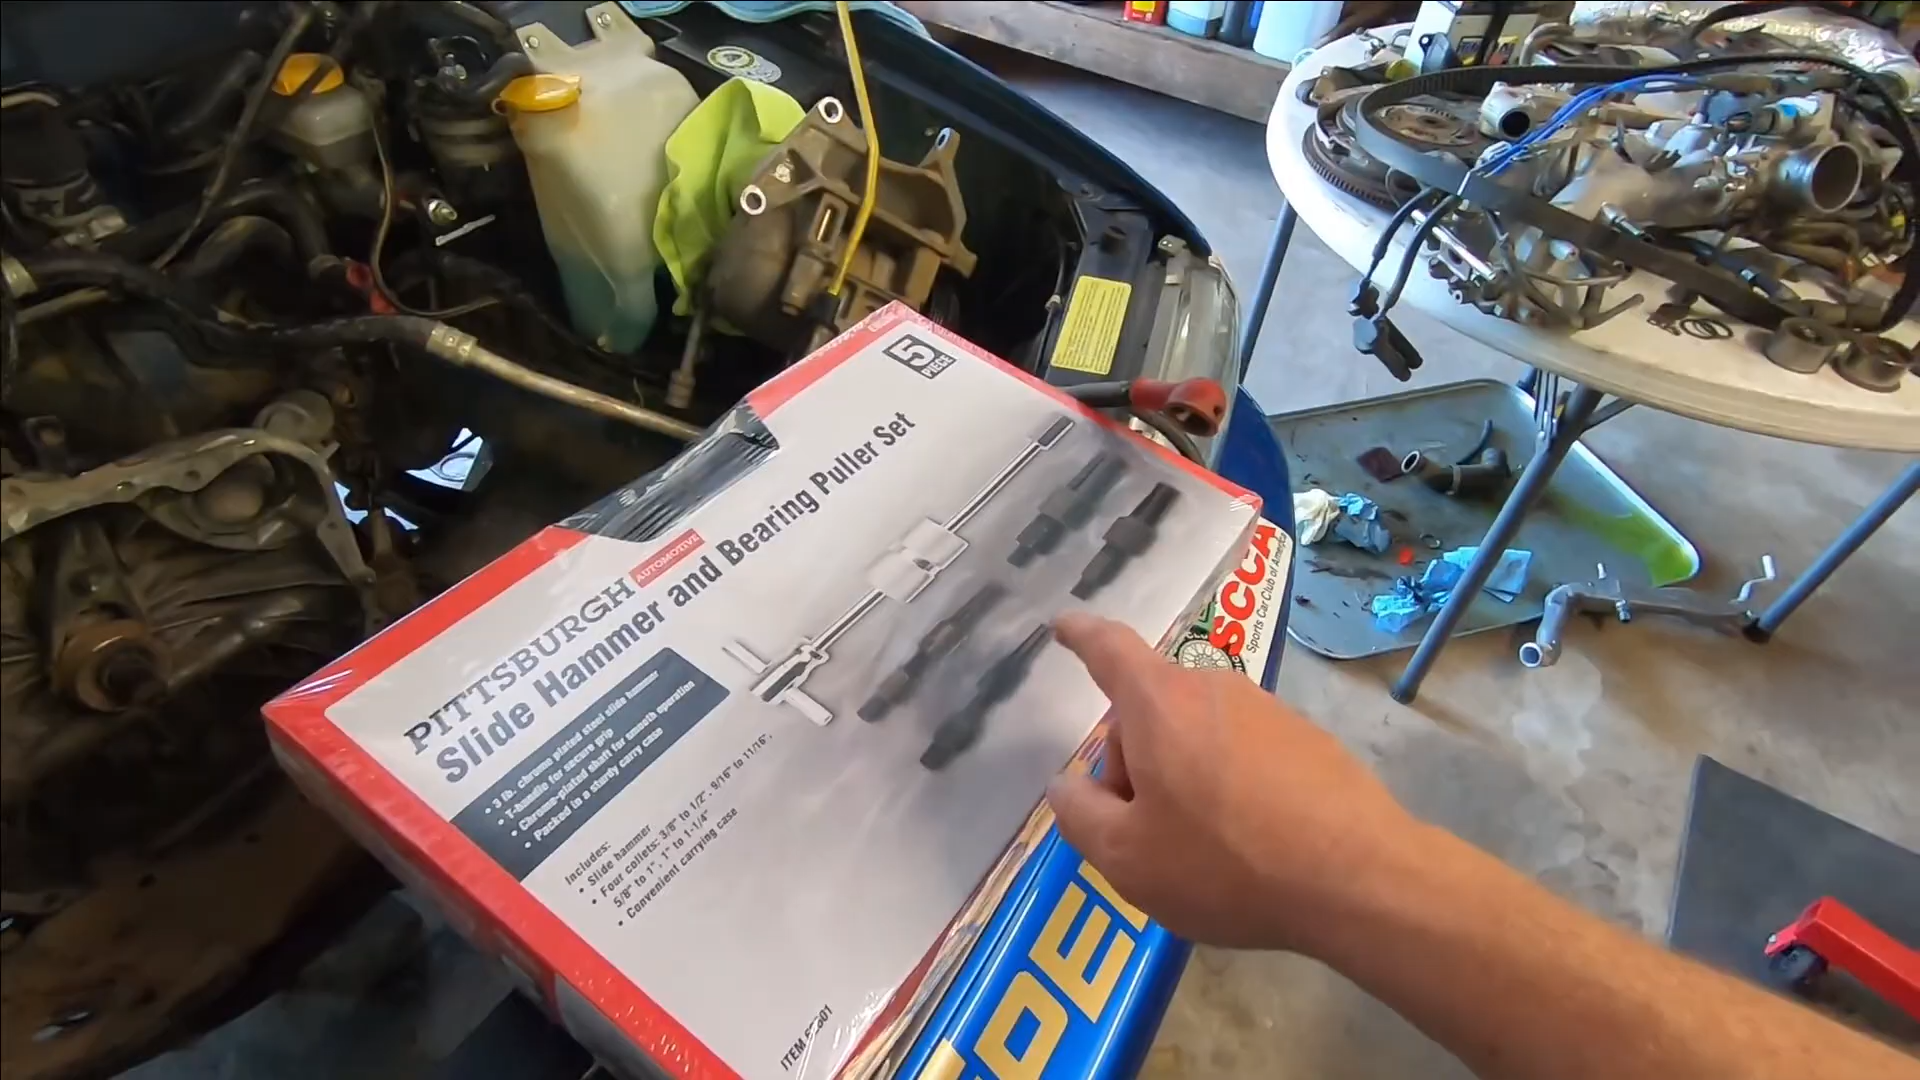 5
PIECE
PITTSBURGH
AUTOMOTIVE
Slide Hammer and Bearing Puller Set
• 3 lb. chrome plated steel slide hammer
• T-handle for secure grip
• Chrome-plated shaft for smooth operation
• Packed in a sturdy carry case
Includes:
• Slide hammer
• Four collets: 3/8" to 1/2", 9/16" to 11/16",
5/8" to 1", 1" to 1-1/4"
• Convenient carrying case
ITEM
SCCA
Sports Car Club of America